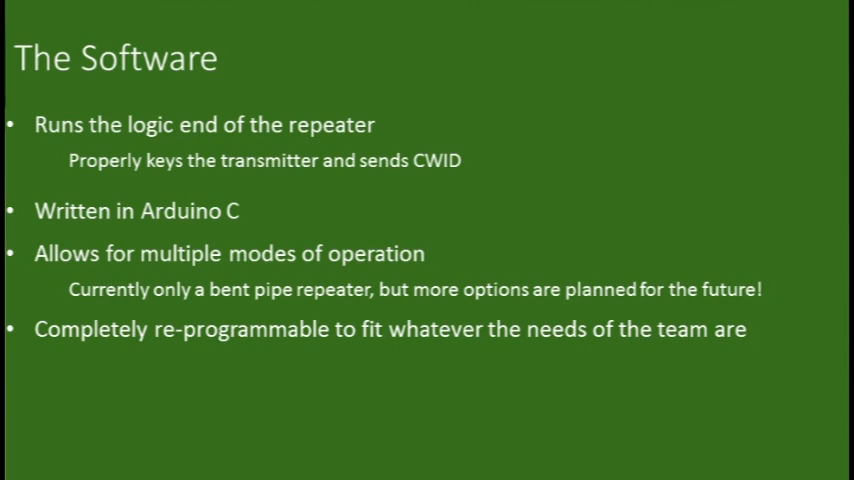 The Software
• Runs the logic end of the repeater
Properly keys the transmitter and sends CWID
• Written in Arduino C
• Allows for multiple modes of operation
Currently only a bent pipe repeater, but more options are planned for the future!
• Completely re-programmable to fit whatever the needs of the team are